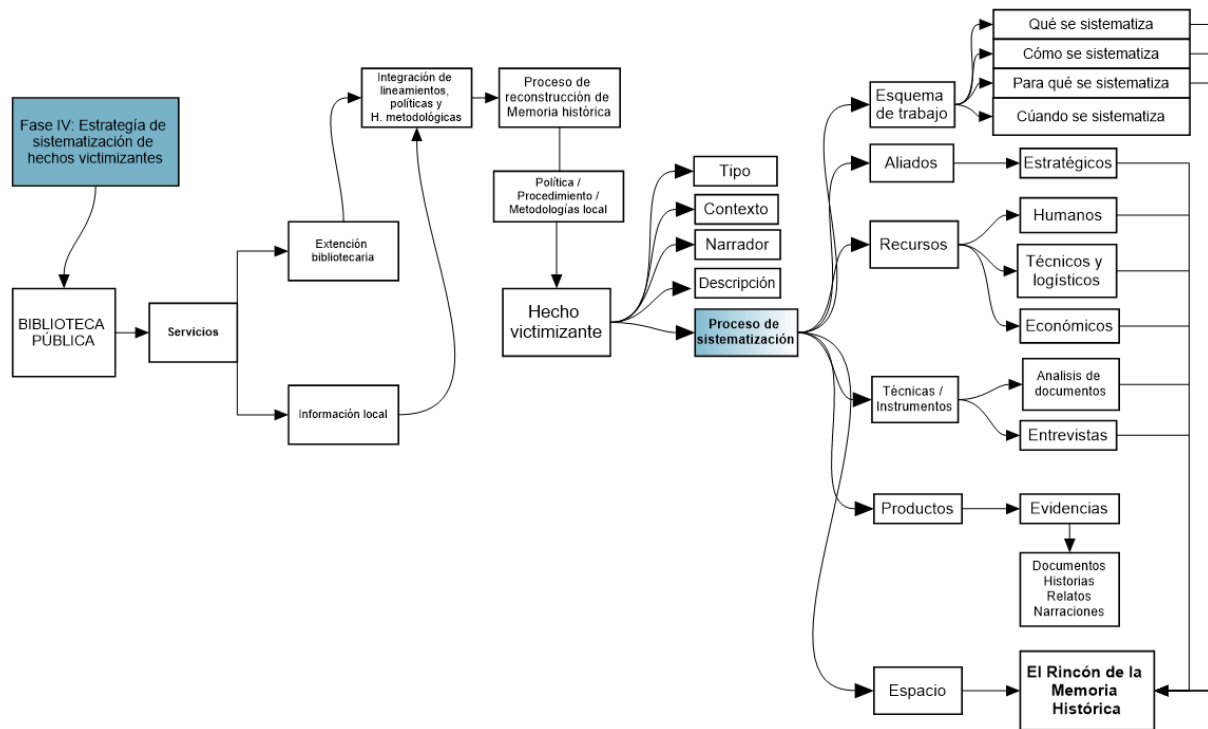 Fase IV: Estrategía de
sistematización de
hechos victimizantes
BIBLIOTECA
PÚBLICA
Servicios
Extención
bibliotecaria
Información local
Integración de
lineamientos,
políticas y
H. metodológicas
Proceso de
reconstrucción de
Memoria histórica
Política /
Procedimiento /
Metodologías local
Hecho
victimizante
Tipo
Contexto
Narrador
Descripción
Proceso de
sistematización
Esquema
de trabajo
Qué se sistematiza
Cómo se sistematiza
Para qué se sistematiza
Cúando se sistematiza
Aliados
Estratégicos
Recursos
Humanos
Técnicos y
logísticos
Económicos
Técnicas /
Instrumentos
Analisis de
documentos
Entrevistas
Productos
Evidencias
Documentos
Historias
Relatos
Narraciones
Espacio
El Rincón de la
Memoria
Histórica